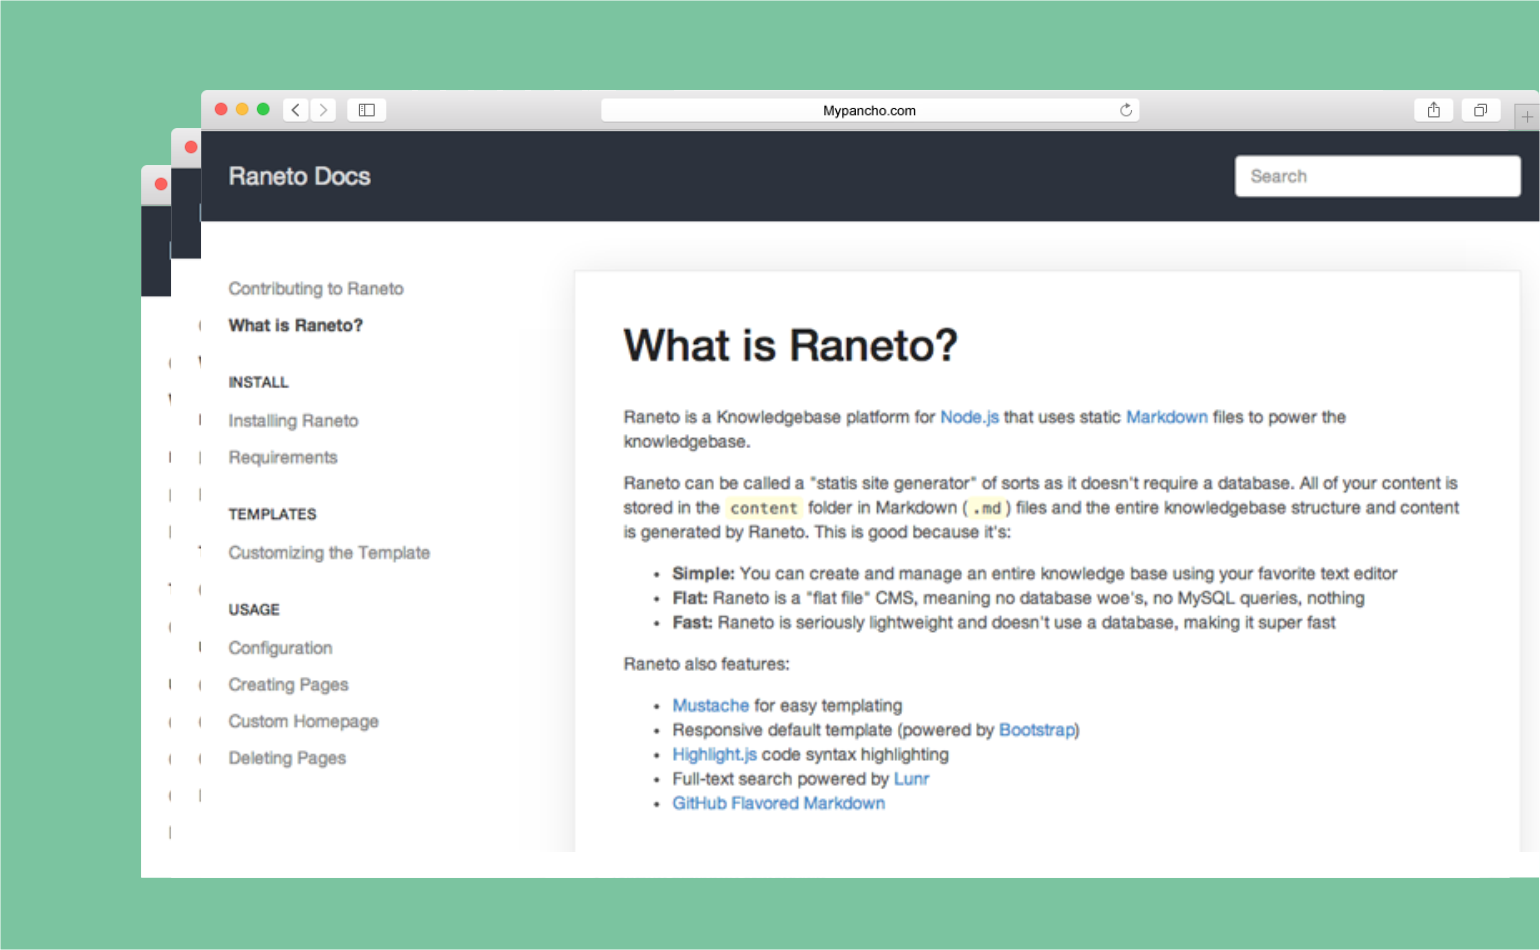 Mypancho.com
Raneto Docs
Search
Contributing to Raneto
What is Raneto?
INSTALL
Installing Raneto
Requirements
TEMPLATES
Customizing the Template
USAGE
Configuration
Creating Pages
Custom Homepage
Deleting Pages
What is Raneto?
Raneto is a Knowledgebase platform for Node.js that uses static Markdown files to power the
knowledgebase.
Raneto can be called a "statis site generator" of sorts as it doesn't require a database. All of your content is
stored in the content folder in Markdown (.md) files and the entire knowledgebase structure and content
is generated by Raneto. This is good because it's:
• Simple: You can create and manage an entire knowledge base using your favorite text editor
• Flat: Raneto is a "flat file" CMS, meaning no database woe's, no MySQL queries, nothing
• Fast: Raneto is seriously lightweight and doesn't use a database, making it super fast
Raneto also features:
• Mustache for easy templating
• Responsive default template (powered by Bootstrap)
• Highlight.js code syntax highlighting
• Full-text search powered by Lunr
• GitHub Flavored Markdown